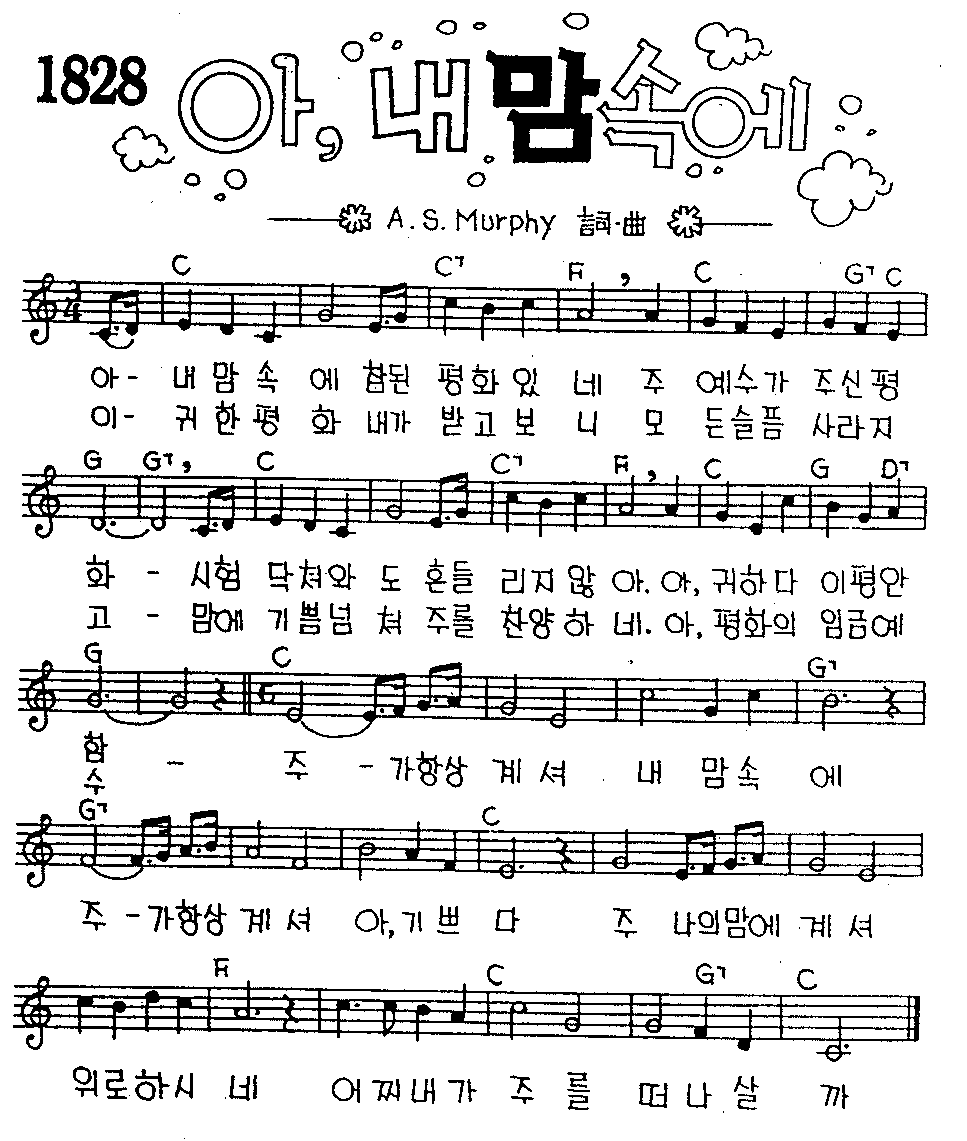 1828 아, 내맘속에
A. S. Murphy 詞·曲
C C7 F C G7 C
아- 내 맘 속 에 참된 평화 있 네 주 예수가 주신평
이- 귀 한 평 화 내가 받고 보 니 모 든슬픔 사라지
G G7 C C7 F C G D7
화 - 시험 닥쳐와 도 흔들 리지 않 아. 아, 귀하다 이평안
고 - 맘에 기쁨넘 쳐 주를 찬양하 네. 아, 평화의 임금예
G C G7
함 - 주 -가항상 계셔 내 맘속 에
수
G7 C
주 -가항상 계셔 아,기쁘 다 주 나의맘에 계셔
F C G7 C
위로하시 네 어찌내가 주 를 떠나살 까